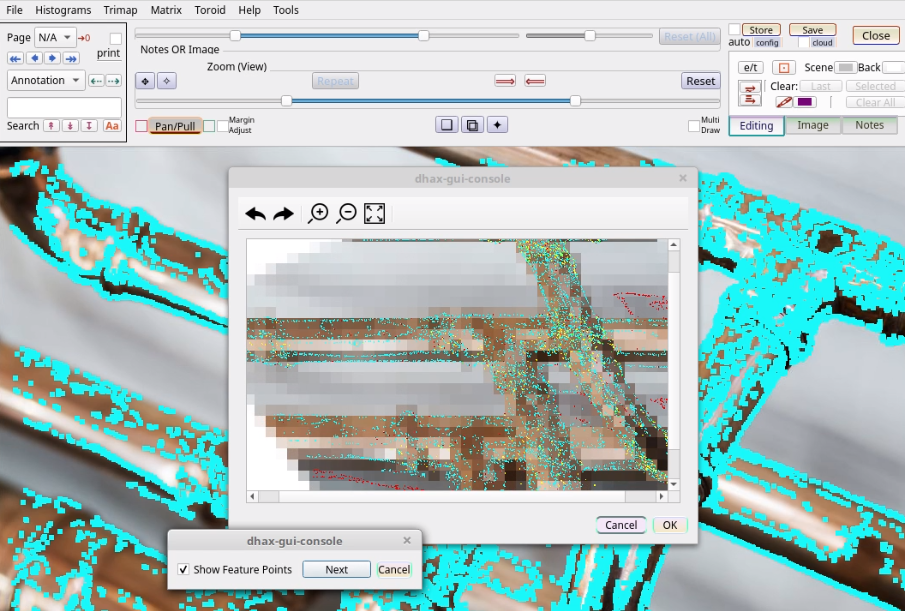 File Histograms Trimap Matrix Toroid Help Tools
Page N/A →0
print
Annotation
Search Aa
Notes OR Image
Reset (All)
Zoom (View)
Repeat
Reset
Pan/Pull
Margin
Adjust
Multi
Draw
Store
Save
Close
auto config cloud
e/t
Scene Back
Clear: Last Selected
Clear All
Editing Image Notes
dhax-gui-console ×
Cancel OK
dhax-gui-console ×
Show Feature Points Next Cancel